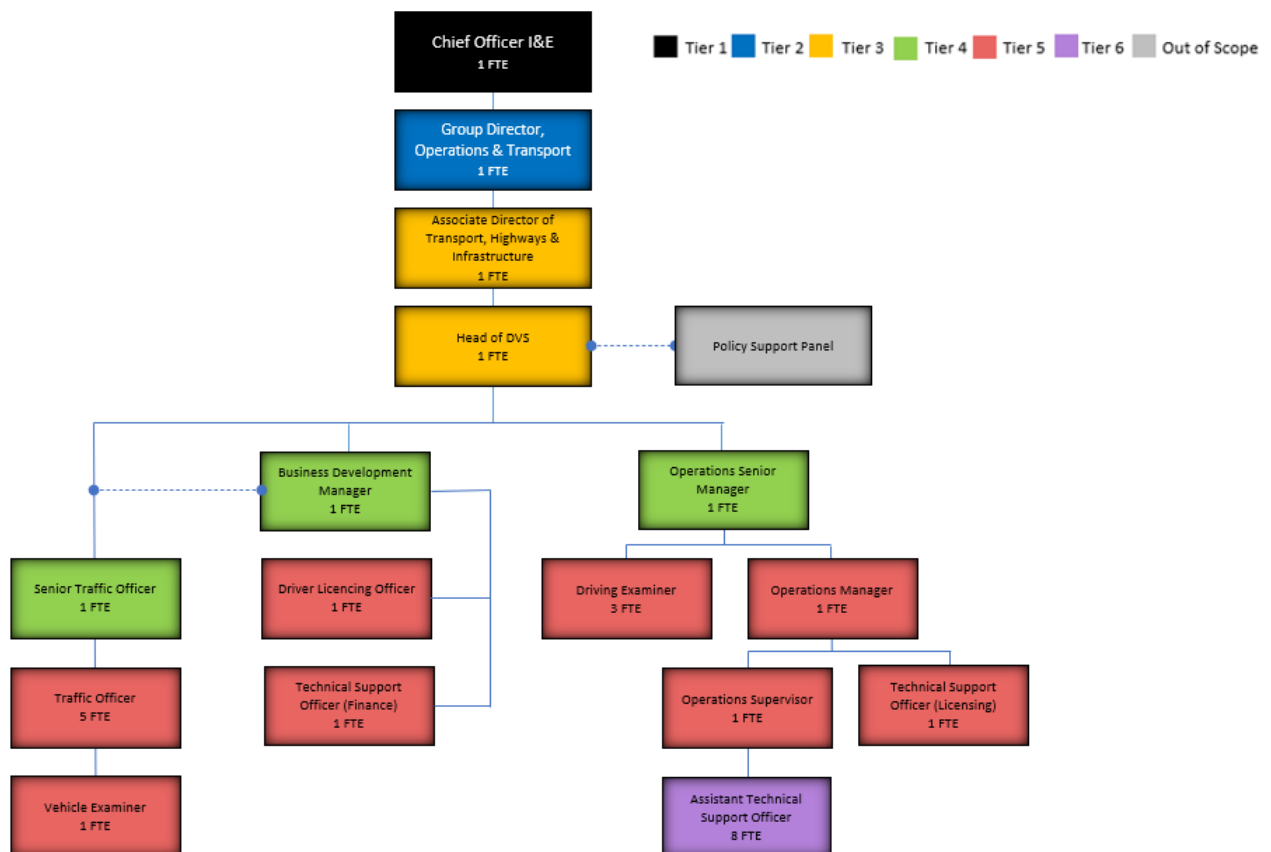 Chief Officer I&E
1 FTE
Tier 1
Tier 2
Tier 3
Tier 4
Tier 5
Tier 6
Out of Scope
Group Director,
Operations & Transport
1 FTE
Associate Director of
Transport, Highways &
Infrastructure
1 FTE
Head of DVS
1 FTE
Policy Support Panel
Business Development
Manager
1 FTE
Operations Senior
Manager
1 FTE
Senior Traffic Officer
1 FTE
Driver Licencing Officer
1 FTE
Driving Examiner
3 FTE
Operations Manager
1 FTE
Traffic Officer
5 FTE
Technical Support
Officer (Finance)
1 FTE
Operations Supervisor
1 FTE
Technical Support
Officer (Licensing)
1 FTE
Vehicle Examiner
1 FTE
Assistant Technical
Support Officer
8 FTE